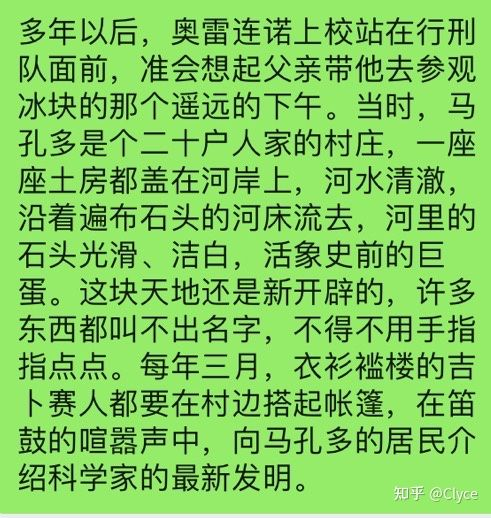 多年以后，奥雷连诺上校站在行刑
队面前，准会想起父亲带他去参观
冰块的那个遥远的下午。当时，马
孔多是个二十户人家的村庄，一座
座土房都盖在河岸上，河水清澈，
沿着遍布石头的河床流去，河里的
石头光滑、洁白，活象史前的巨
蛋。这块天地还是新开辟的，许多
东西都叫不出名字，不得不用手指
指点点。每年三月，衣衫褴楼的吉
卜赛人都要在村边搭起帐篷，在笛
鼓的喧嚣声中，向马孔多的居民介
绍科学家的最新发明。
知乎 @Clyce